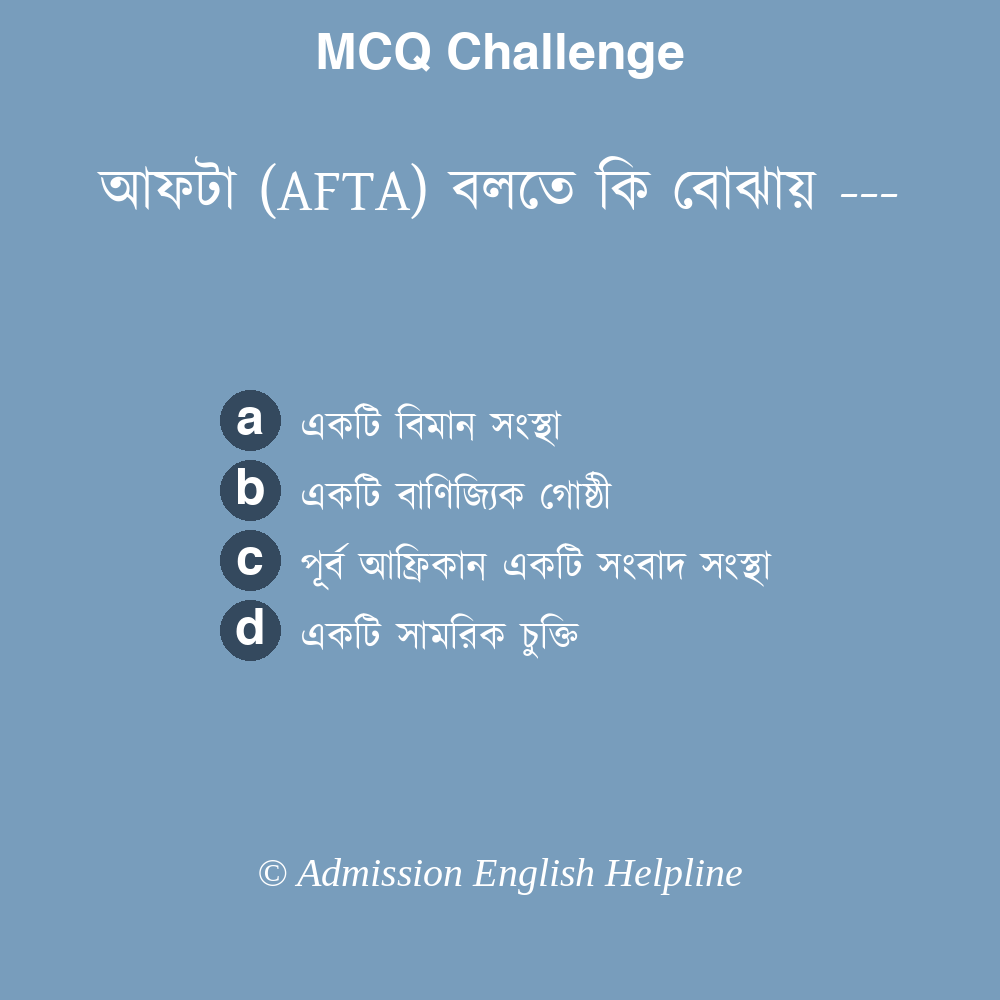 MCQ Challenge
আফটা (AFTA) বলতে কি বোঝায় ---
a একটি বিমান সংস্থা
b একটি বাণিজ্যিক গোষ্ঠী
c পূর্ব আফ্রিকান একটি সংবাদ সংস্থা
d একটি সামরিক চুক্তি
© Admission English Helpline